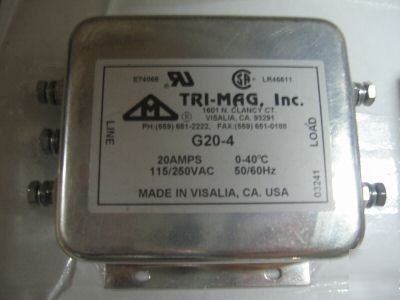 E74066 LR46611
TRI-MAG, Inc.
1601 N. CLANCY CT.
VISALIA, CA. 93291
PH:(559) 651-2222, FAX:(559) 651-0188
G20-4
20AMPS 0-40°C
115/250VAC 50/60Hz
MADE IN VISALIA, CA. USA
LINE
LOAD
03241